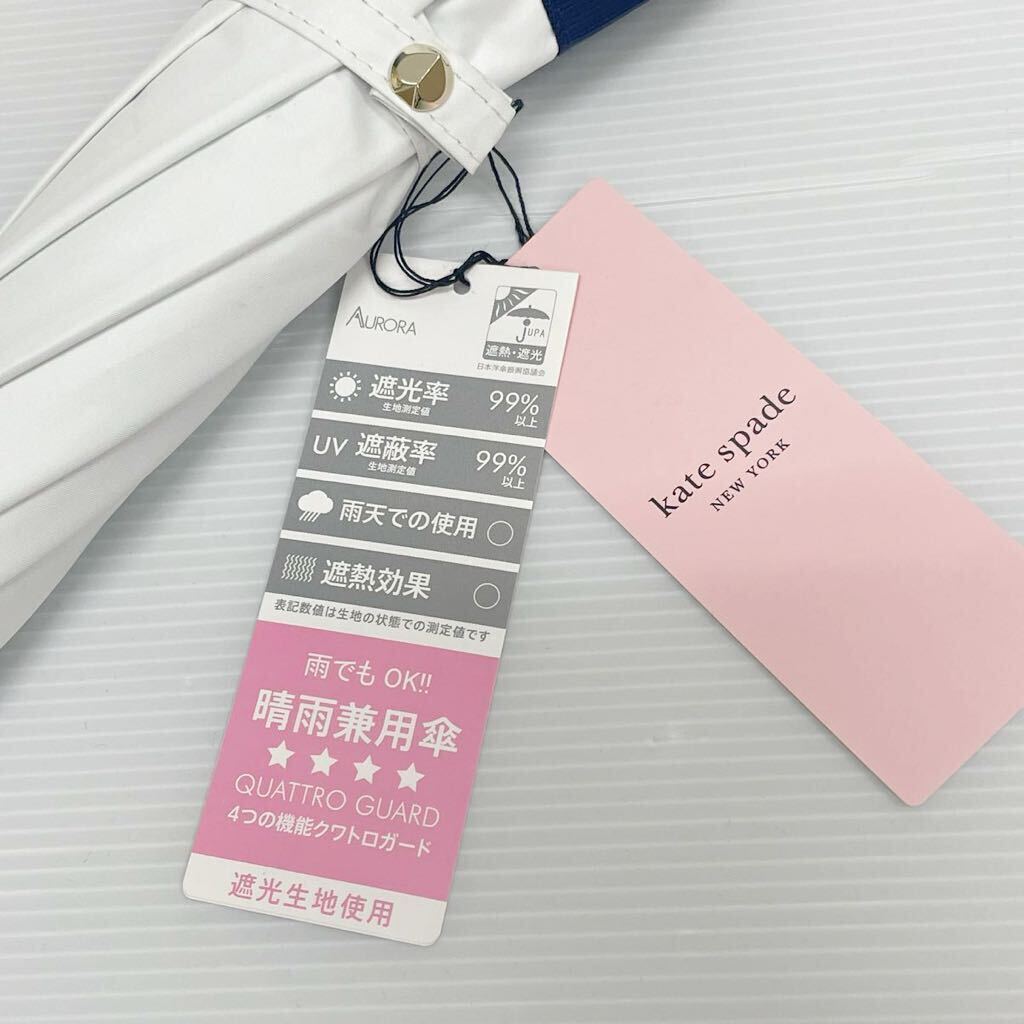 AURORA
JUPA
遮熱・遮光
日本洋傘振興協議会
遮光率
生地測定値
99%
以上
UV 遮蔽率
生地測定値
99%
以上
雨天での使用 ○
遮熱効果 ○
表記数値は生地の状態での測定値です
雨でも OK!!
晴雨兼用傘
★★★★
QUATTRO GUARD
4つの機能クワトロガード
遮光生地使用
kate spade
NEW YORK